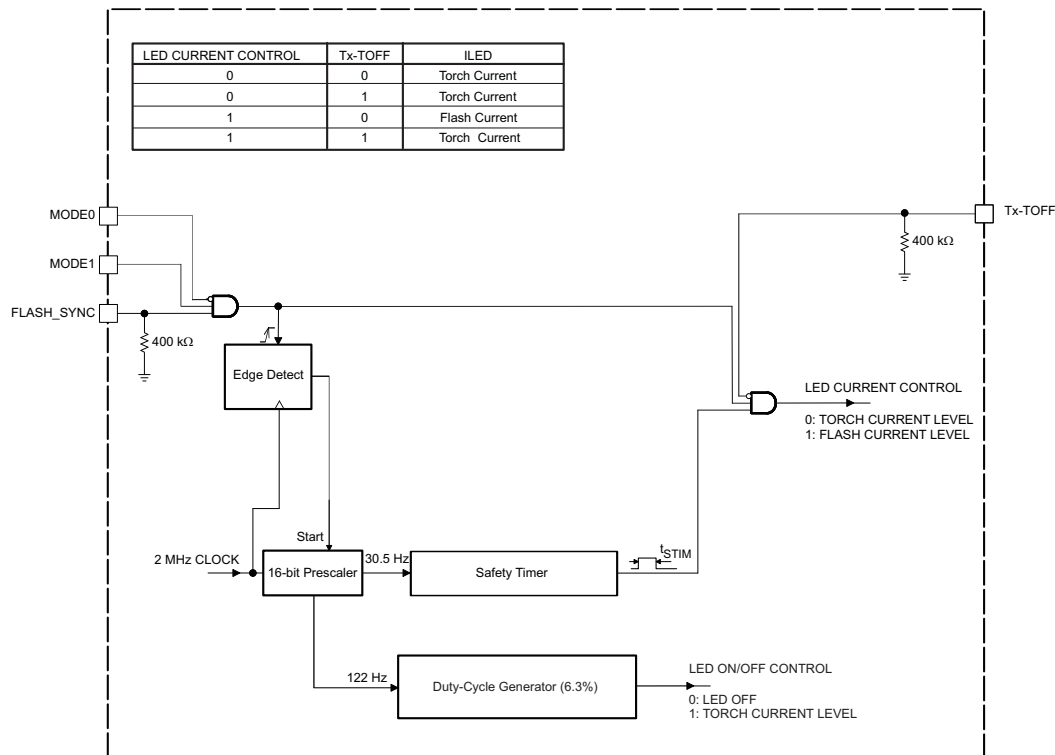 LED CURRENT CONTROL Tx-TOFF ILED
0 0 Torch Current
0 1 Torch Current
1 0 Flash Current
1 1 Torch Current
MODE0
Tx-TOFF
400 kΩ
MODE1
FLASH_SYNC
400 kΩ
Edge Detect
LED CURRENT CONTROL
0: TORCH CURRENT LEVEL
1: FLASH CURRENT LEVEL
Start
2 MHz CLOCK
16-bit Prescaler
30.5 Hz
Safety Timer
tSTIM
122 Hz
Duty-Cycle Generator (6.3%)
LED ON/OFF CONTROL
0: LED OFF
1: TORCH CURRENT LEVEL